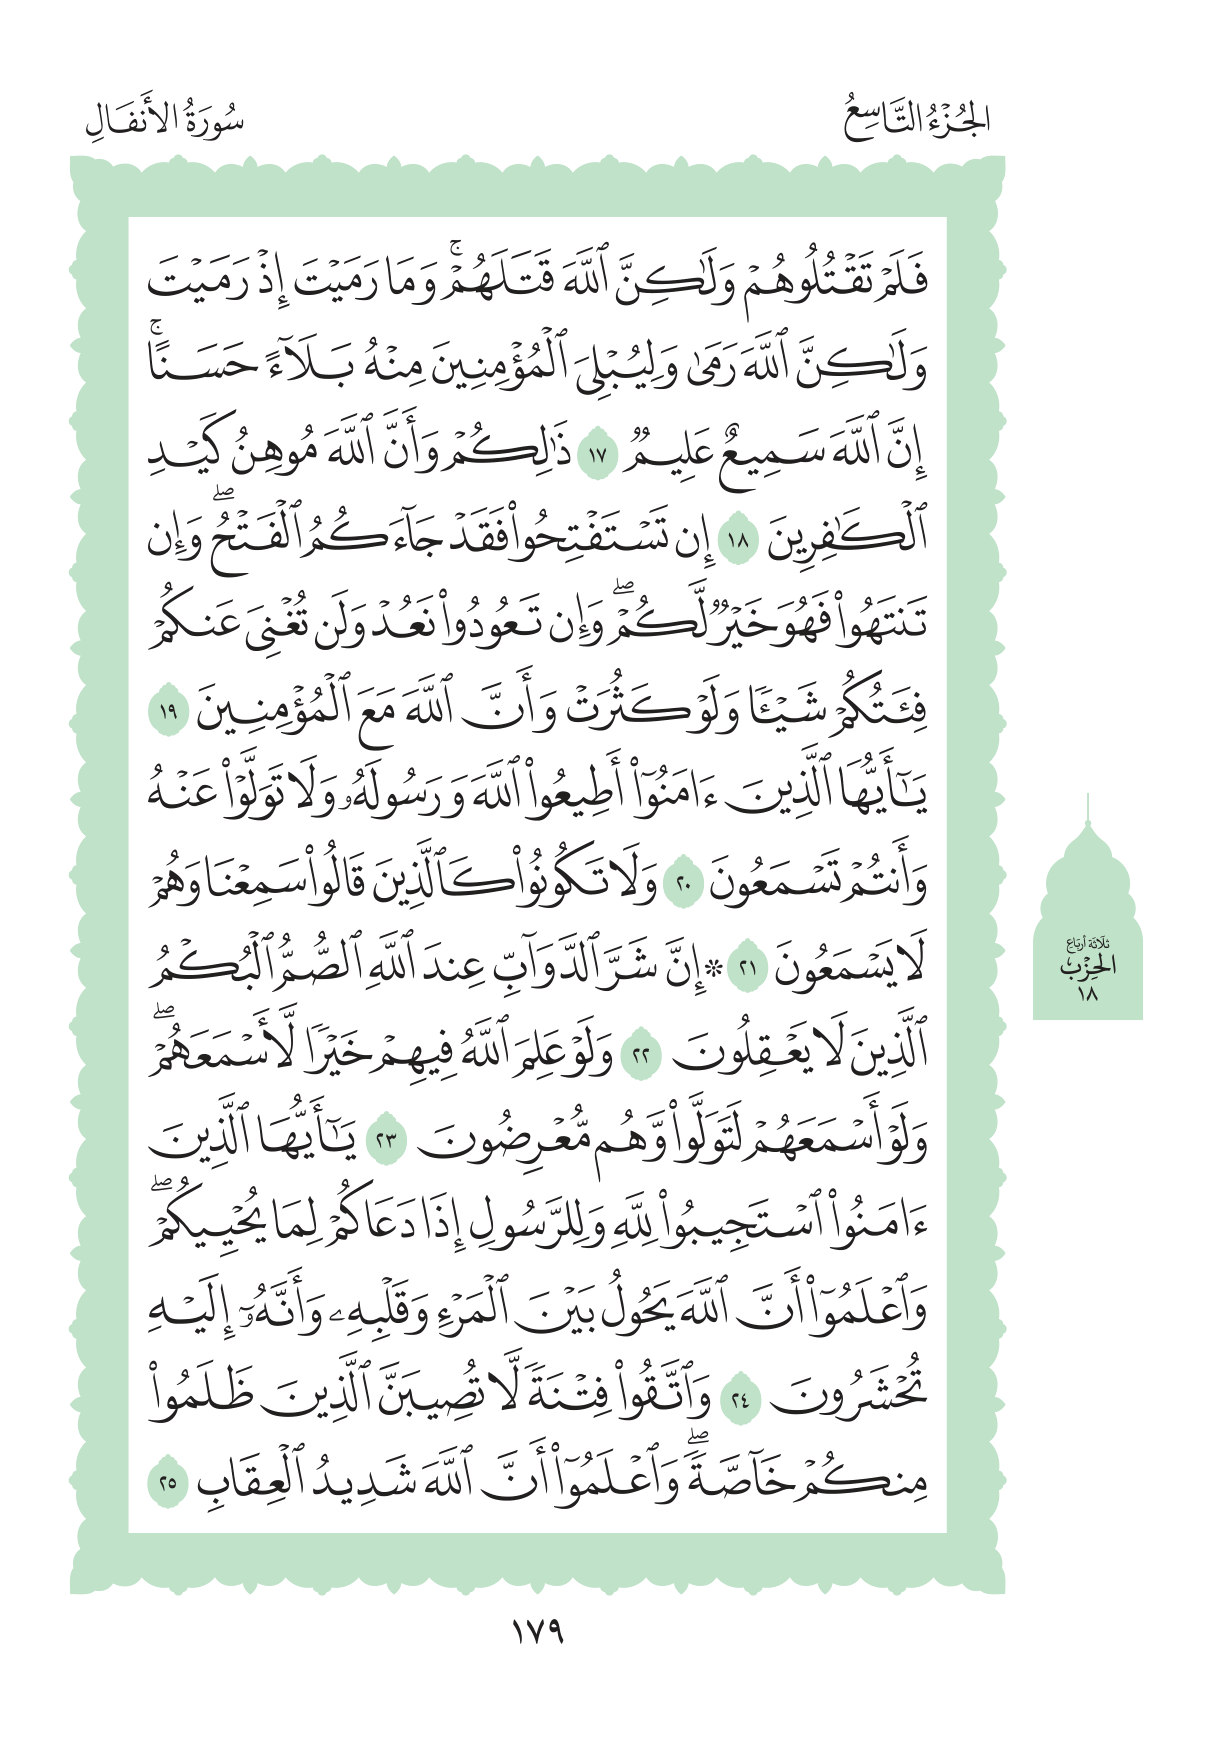 الجُزْءُ التَّاسِعُ
سُورَةُ الأَنفَالِ
فَلَمْ تَقْتُلُوهُمْ وَلَٰكِنَّ ٱللَّهَ قَتَلَهُمْۚ وَمَا رَمَيْتَ إِذْ رَمَيْتَ
وَلَٰكِنَّ ٱللَّهَ رَمَىٰ وَلِيُبْلِيَ ٱلْمُؤْمِنِينَ مِنْهُ بَلَآءً حَسَنًاۚ
إِنَّ ٱللَّهَ سَمِيعٌ عَلِيمٌ ١٧ ذَٰلِكُمْ وَأَنَّ ٱللَّهَ مُوهِنُ كَيْدِ
ٱلْكَٰفِرِينَ ١٨ إِن تَسْتَفْتِحُوا۟ فَقَدْ جَآءَكُمُ ٱلْفَتْحُۖ وَإِن
تَنتَهُوا۟ فَهُوَ خَيْرٌ لَّكُمْۖ وَإِن تَعُودُوا۟ نَعُدْ وَلَن تُغْنِيَ عَنكُمْ
فِئَتُكُمْ شَيْـًٔا وَلَوْ كَثُرَتْ وَأَنَّ ٱللَّهَ مَعَ ٱلْمُؤْمِنِينَ ١٩
يَٰٓأَيُّهَا ٱلَّذِينَ ءَامَنُوٓا۟ أَطِيعُوا۟ ٱللَّهَ وَرَسُولَهُۥ وَلَا تَوَلَّوْا۟ عَنْهُ
وَأَنتُمْ تَسْمَعُونَ ٢٠ وَلَا تَكُونُوا۟ كَٱلَّذِينَ قَالُوا۟ سَمِعْنَا وَهُمْ
لَا يَسْمَعُونَ ٢١ ۞ إِنَّ شَرَّ ٱلدَّوَآبِّ عِندَ ٱللَّهِ ٱلصُّمُّ ٱلْبُكْمُ
ٱلَّذِينَ لَا يَعْقِلُونَ ٢٢ وَلَوْ عَلِمَ ٱللَّهُ فِيهِمْ خَيْرًا لَّأَسْمَعَهُمْۖ
وَلَوْ أَسْمَعَهُمْ لَتَوَلَّوا۟ وَّهُم مُّعْرِضُونَ ٢٣ يَٰٓأَيُّهَا ٱلَّذِينَ
ءَامَنُوا۟ ٱسْتَجِيبُوا۟ لِلَّهِ وَلِلرَّسُولِ إِذَا دَعَاكُمْ لِمَا يُحْيِيكُمْۖ
وَٱعْلَمُوٓا۟ أَنَّ ٱللَّهَ يَحُولُ بَيْنَ ٱلْمَرْءِ وَقَلْبِهِۦ وَأَنَّهُۥٓ إِلَيْهِ
تُحْشَرُونَ ٢٤ وَٱتَّقُوا۟ فِتْنَةً لَّا تُصِيبَنَّ ٱلَّذِينَ ظَلَمُوا۟
مِنكُمْ خَآصَّةًۖ وَٱعْلَمُوٓا۟ أَنَّ ٱللَّهَ شَدِيدُ ٱلْعِقَابِ ٢٥
ثَلَاثَة أَربَاع
الحِزْب
١٨
١٧٩